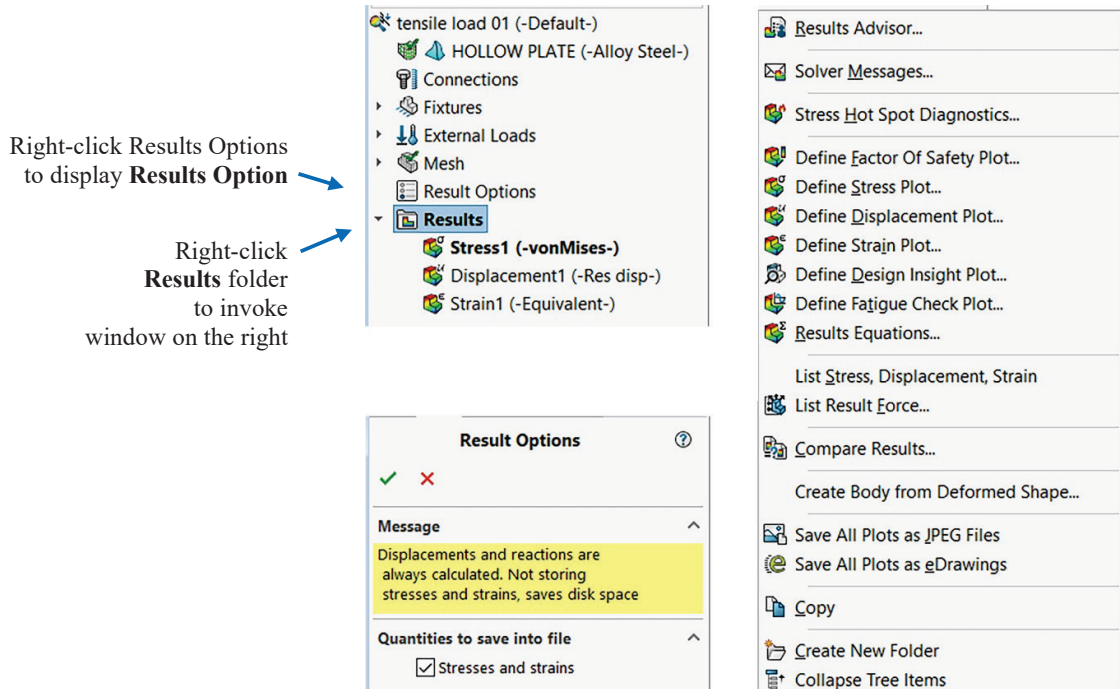 Right-click Results Options
to display Results Option
Right-click
Results folder
to invoke
window on the right
tensile load 01 (-Default-)
HOLLOW PLATE (-Alloy Steel-)
Connections
Fixtures
External Loads
Mesh
Result Options
Results
Stress1 (-vonMises-)
Displacement1 (-Res disp-)
Strain1 (-Equivalent-)
Result Options
Message
Displacements and reactions are
always calculated. Not storing
stresses and strains, saves disk space
Quantities to save into file
Stresses and strains
Results Advisor...
Solver Messages...
Stress Hot Spot Diagnostics...
Define Factor Of Safety Plot...
Define Stress Plot...
Define Displacement Plot...
Define Strain Plot...
Define Design Insight Plot...
Define Fatigue Check Plot...
Results Equations...
List Stress, Displacement, Strain
List Result Force...
Compare Results...
Create Body from Deformed Shape...
Save All Plots as JPEG Files
Save All Plots as eDrawings
Copy
Create New Folder
Collapse Tree Items